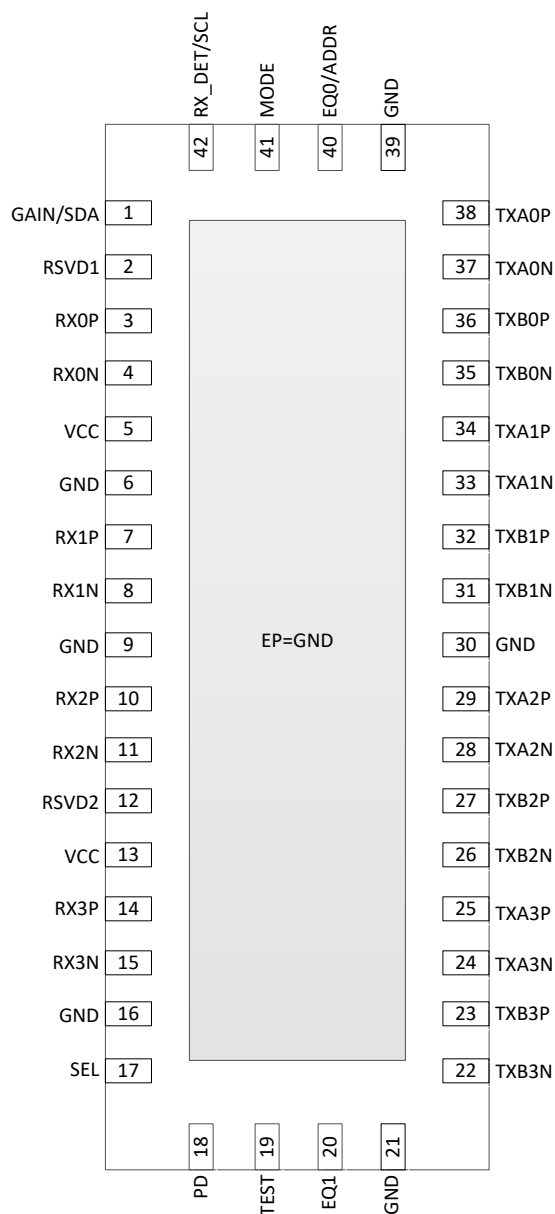 RX_DET/SCL
MODE
EQ0/ADDR
GND
42
41
40
39
GAIN/SDA 1
38 TXA0P
RSVD1 2
37 TXA0N
RX0P 3
36 TXB0P
RX0N 4
35 TXB0N
VCC 5
34 TXA1P
GND 6
33 TXA1N
RX1P 7
32 TXB1P
RX1N 8
31 TXB1N
GND 9
EP=GND
30 GND
RX2P 10
29 TXA2P
RX2N 11
28 TXA2N
RSVD2 12
27 TXB2P
VCC 13
26 TXB2N
RX3P 14
25 TXA3P
RX3N 15
24 TXA3N
GND 16
23 TXB3P
SEL 17
22 TXB3N
18
19
20
21
PD
TEST
EQ1
GND